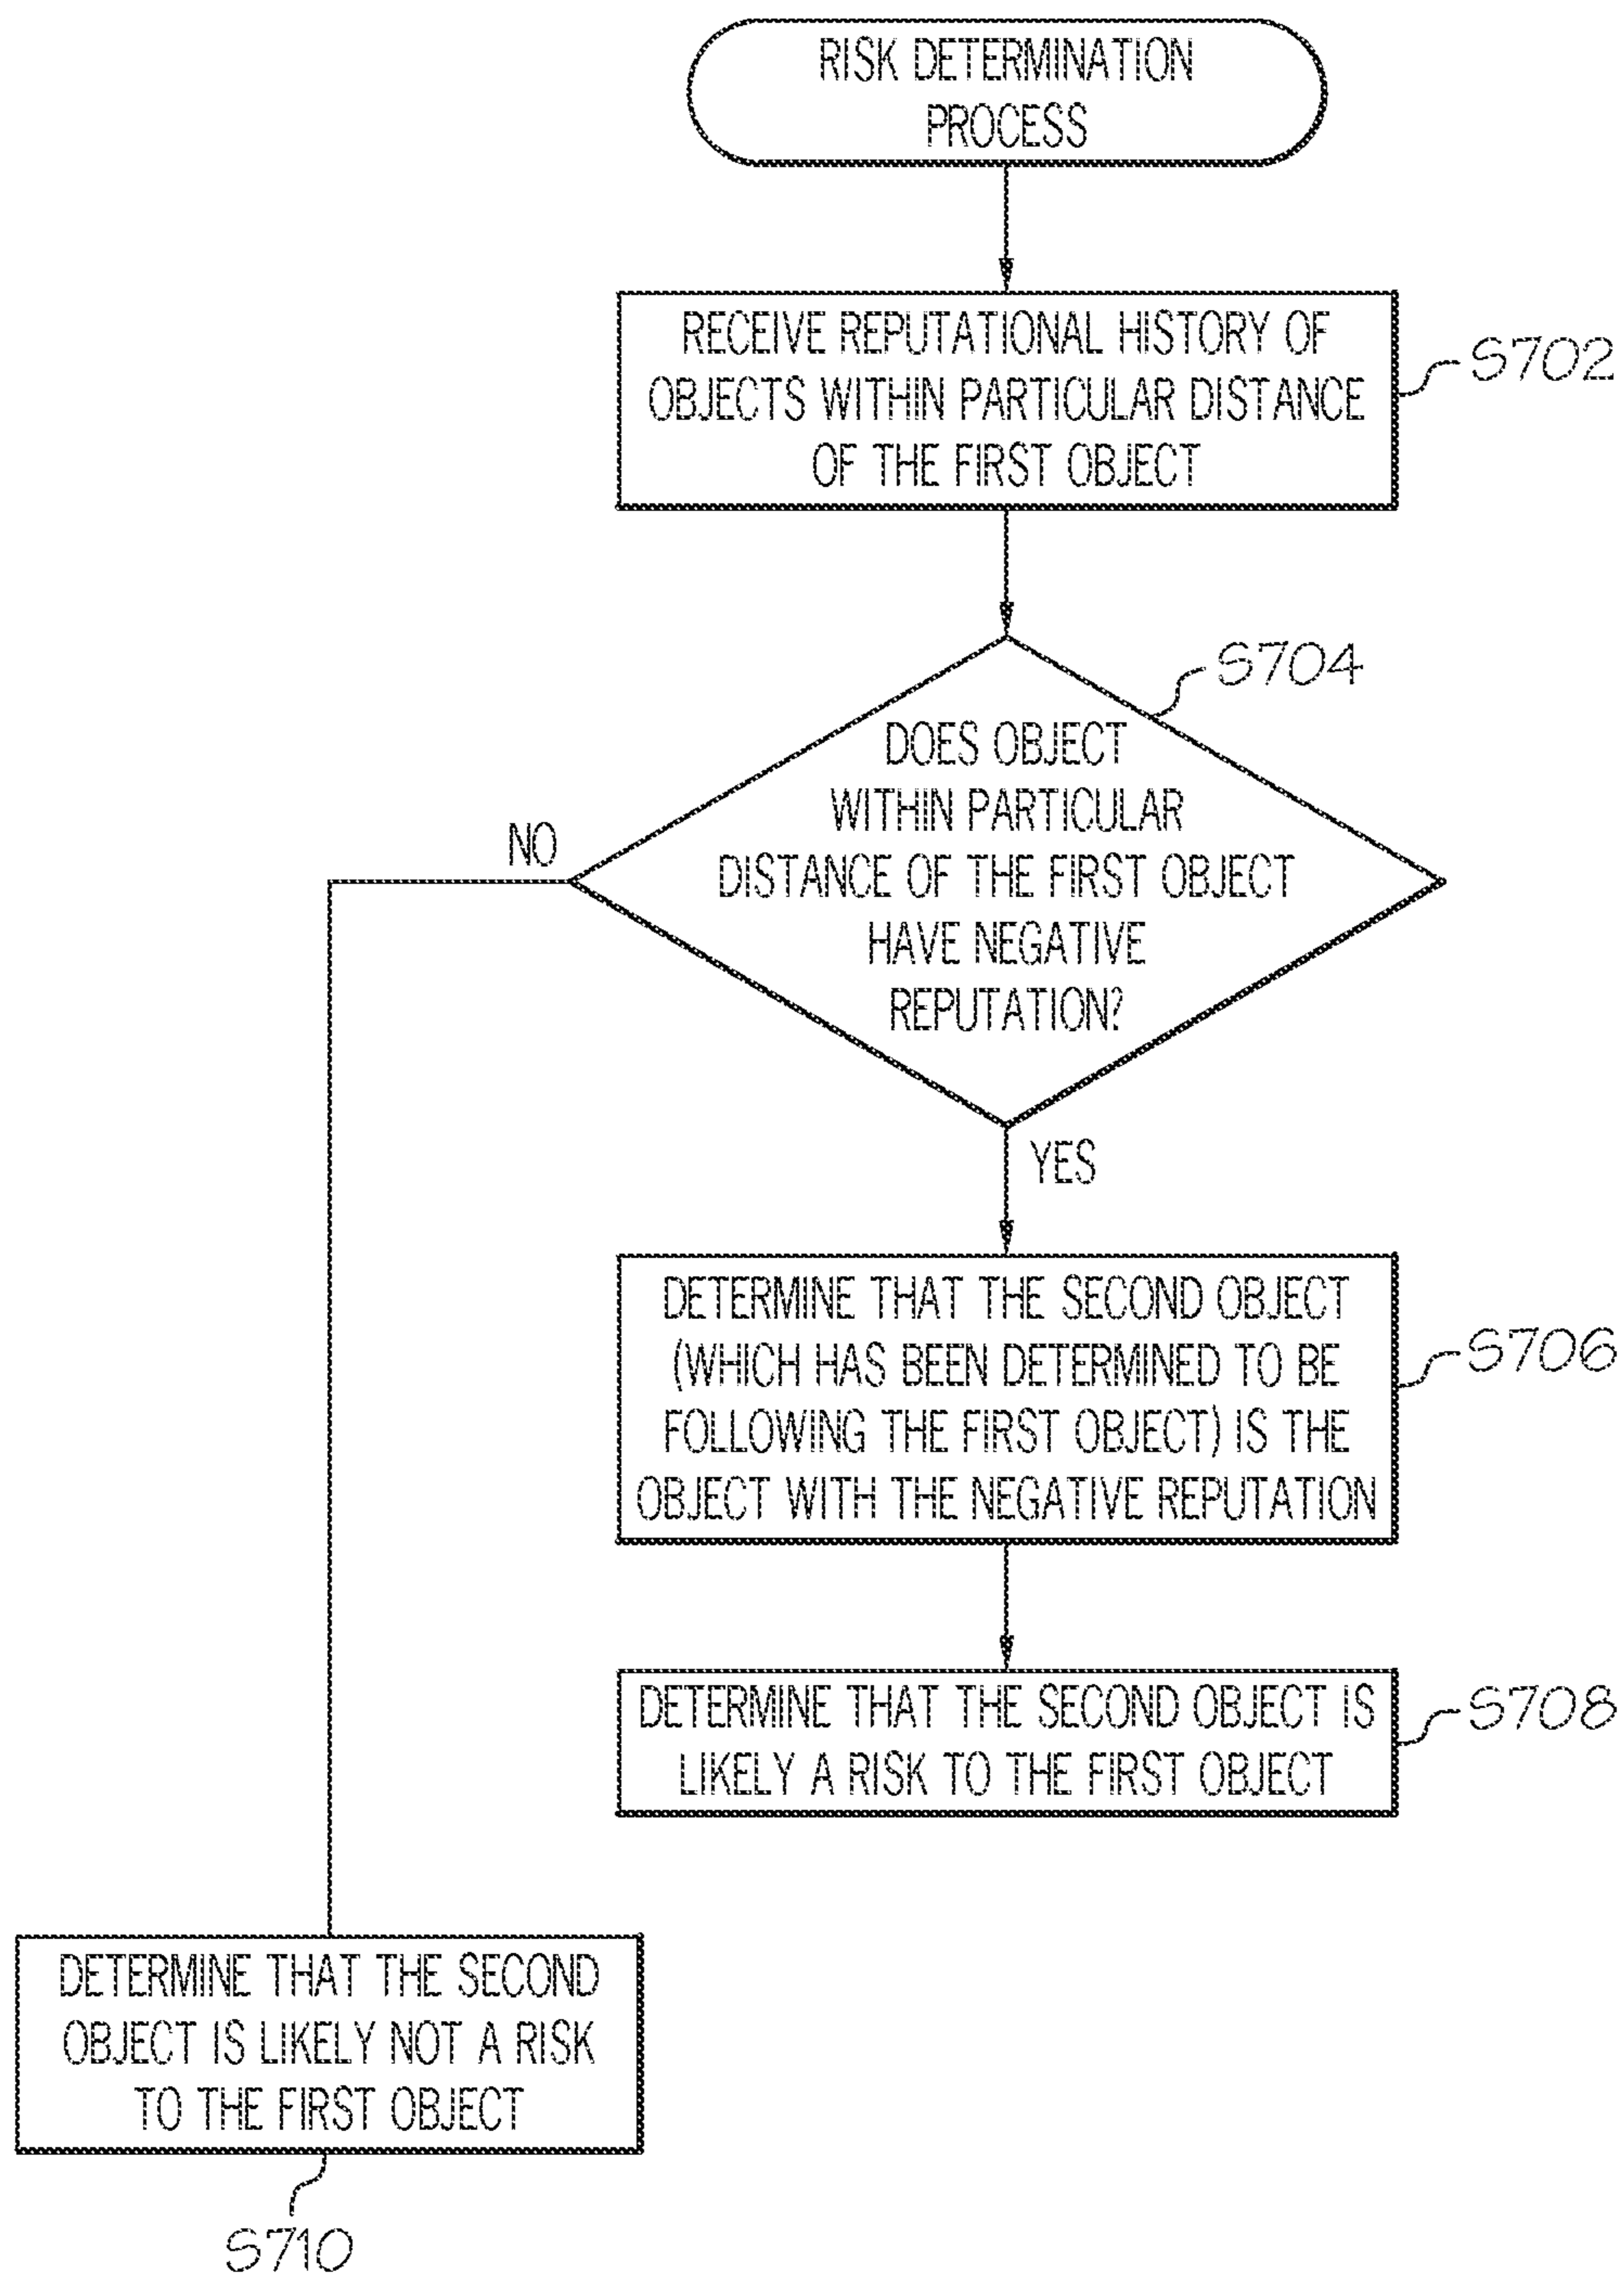 RISK DETERMINATION
PROCESS
RECEIVE REPUTATIONAL HISTORY OF
OBJECTS WITHIN PARTICULAR DISTANCE
OF THE FIRST OBJECT
S702
S704
DOES OBJECT
WITHIN PARTICULAR
DISTANCE OF THE FIRST OBJECT
HAVE NEGATIVE
REPUTATION?
NO
YES
DETERMINE THAT THE SECOND OBJECT
(WHICH HAS BEEN DETERMINED TO BE
FOLLOWING THE FIRST OBJECT) IS THE
OBJECT WITH THE NEGATIVE REPUTATION
S706
DETERMINE THAT THE SECOND OBJECT IS
LIKELY A RISK TO THE FIRST OBJECT
S708
DETERMINE THAT THE SECOND
OBJECT IS LIKELY NOT A RISK
TO THE FIRST OBJECT
S710